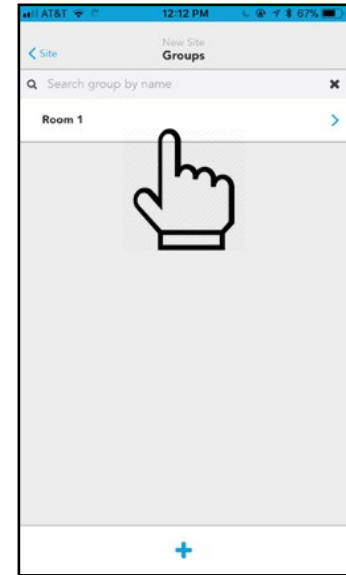 AT&T 12:12 PM 67%
New Site
Site Groups
Search group by name
Room 1